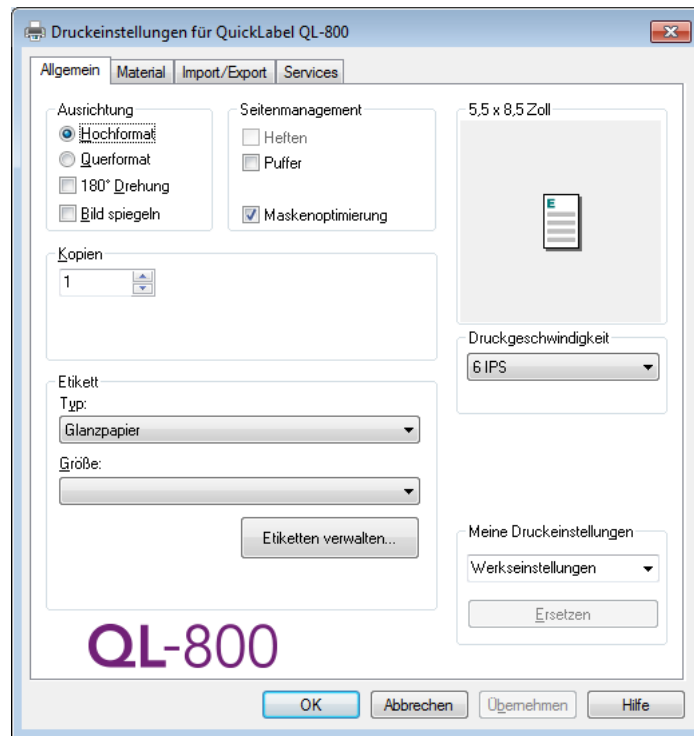 Druckeinstellungen für QuickLabel QL-800
Allgemein Material Import/Export Services
Ausrichtung
Hochformat
Querformat
180° Drehung
Bild spiegeln
Seitenmanagement
Heften
Puffer
Maskenoptimierung
5,5 x 8,5 Zoll
E
Kopien
1
Druckgeschwindigkeit
6 IPS
Etikett
Typ:
Glanzpapier
Größe:
Etiketten verwalten...
Meine Druckeinstellungen
Werkseinstellungen
Ersetzen
QL-800
OK Abbrechen Übernehmen Hilfe